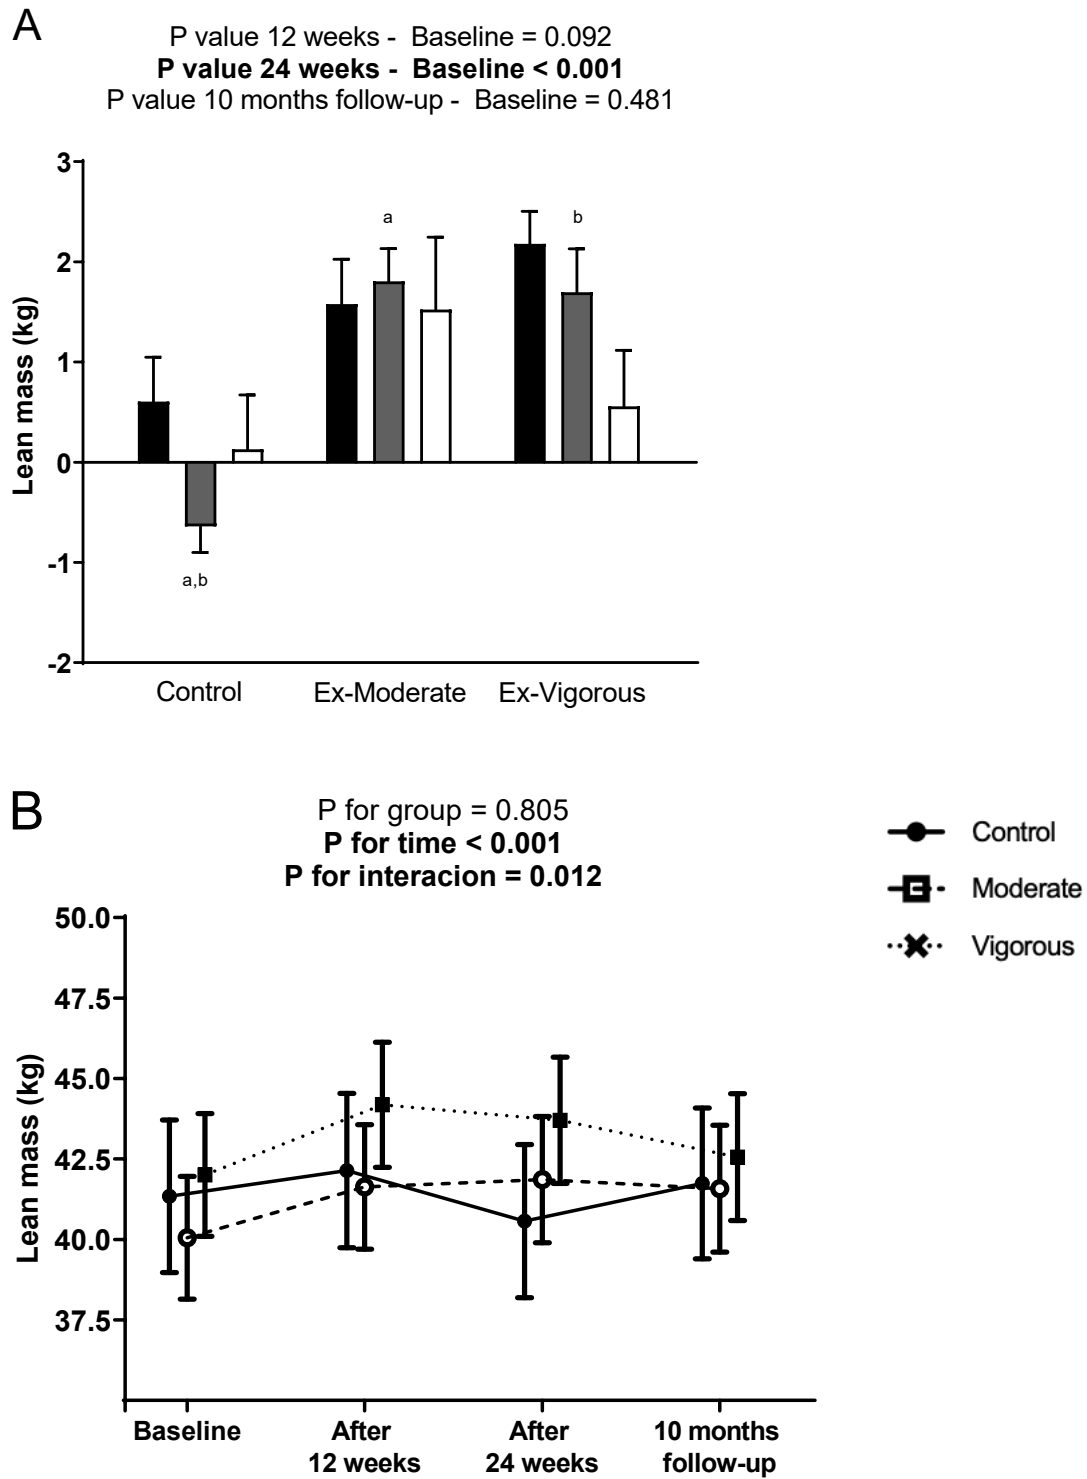 A
P value 12 weeks - Baseline = 0.092
P value 24 weeks - Baseline < 0.001
P value 10 months follow-up - Baseline = 0.481
Lean mass (kg)
3
2
1
0
-1
-2
a
b
a,b
Control Ex-Moderate Ex-Vigorous
B
P for group = 0.805
P for time < 0.001
P for interacion = 0.012
Control
Moderate
Vigorous
Lean mass (kg)
50.0
47.5
45.0
42.5
40.0
37.5
Baseline After After 10 months
12 weeks 24 weeks follow-up